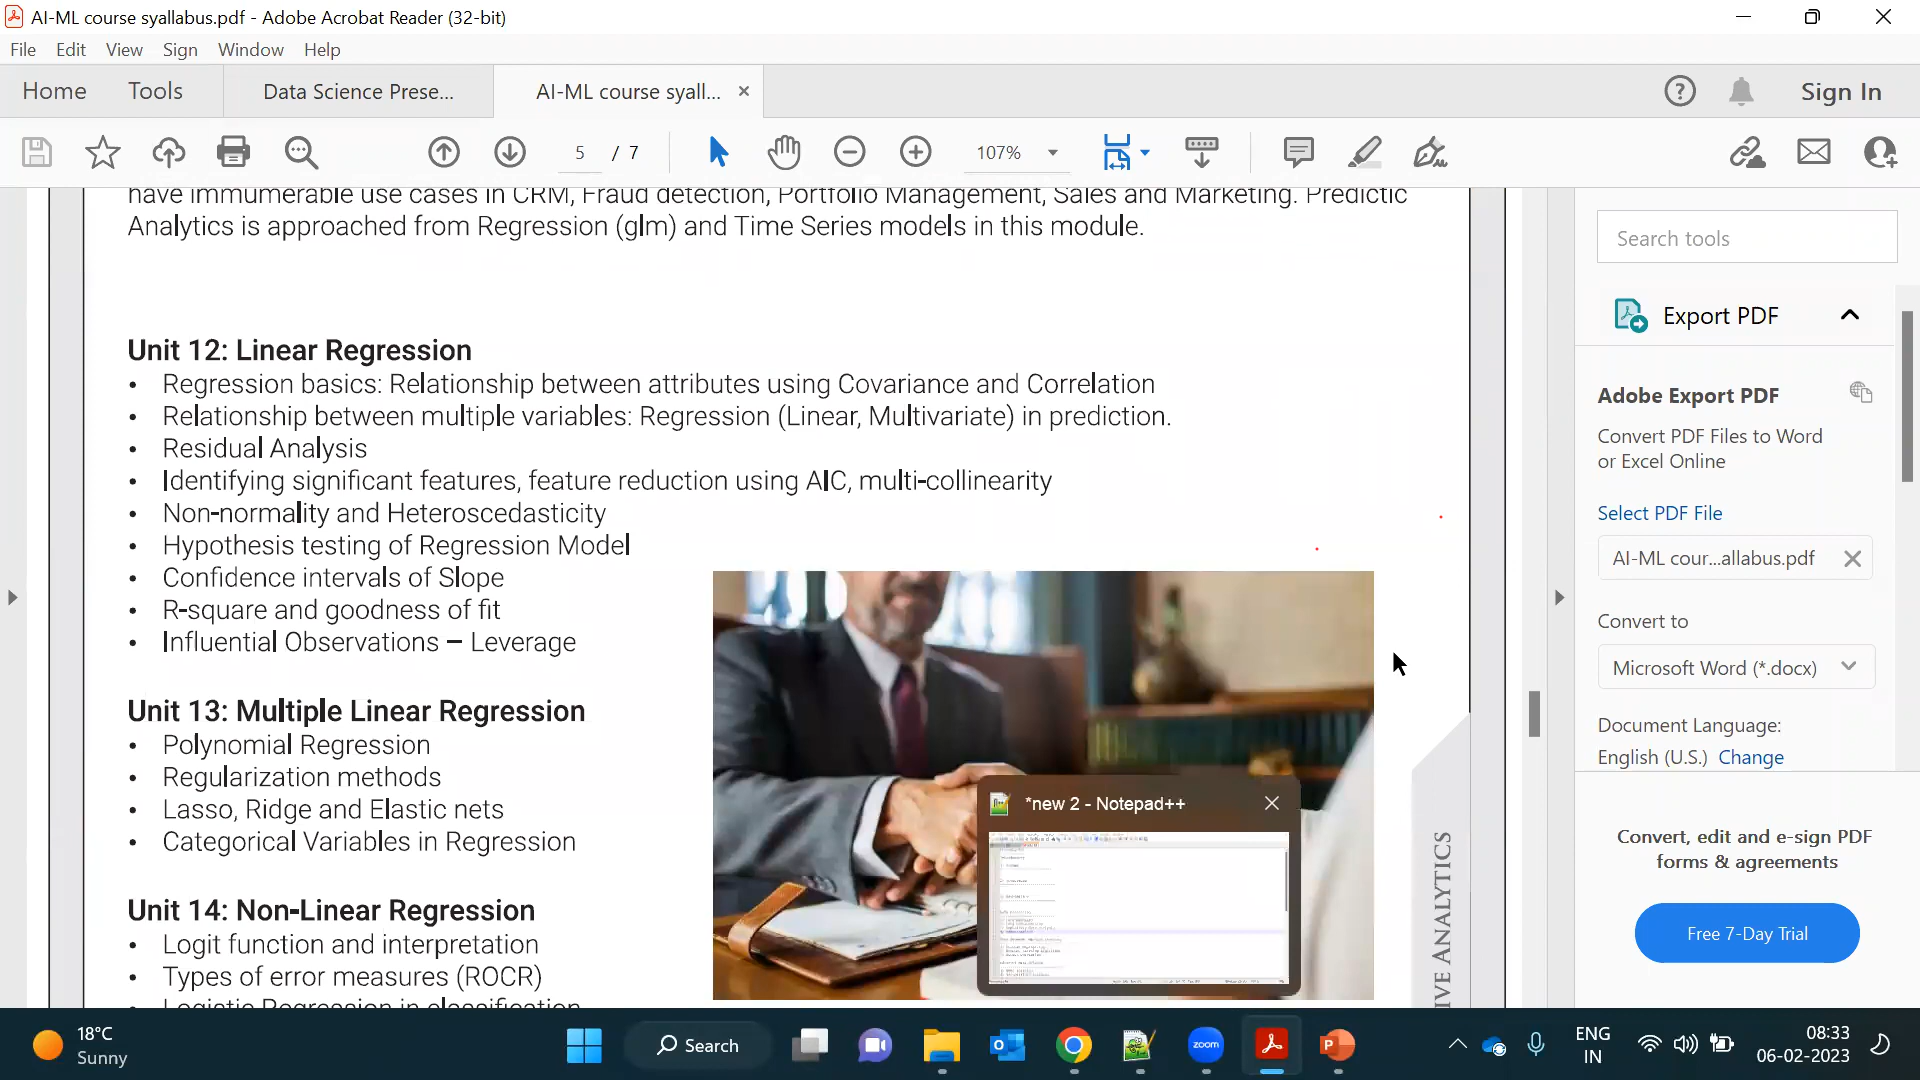 AI-ML course syallabus.pdf - Adobe Acrobat Reader (32-bit)
File Edit View Sign Window Help
Home Tools Data Science Prese... AI-ML course syall... Sign In
5 / 7 107%
have immumerable use cases in CRM, Fraud detection, Portfolio Management, Sales and Marketing. Predictic
Analytics is approached from Regression (glm) and Time Series models in this module.
Unit 12: Linear Regression
• Regression basics: Relationship between attributes using Covariance and Correlation
• Relationship between multiple variables: Regression (Linear, Multivariate) in prediction.
• Residual Analysis
• Identifying significant features, feature reduction using AIC, multi-collinearity
• Non-normality and Heteroscedasticity
• Hypothesis testing of Regression Model
• Confidence intervals of Slope
• R-square and goodness of fit
• Influential Observations – Leverage
Unit 13: Multiple Linear Regression
• Polynomial Regression
• Regularization methods
• Lasso, Ridge and Elastic nets
• Categorical Variables in Regression
Unit 14: Non-Linear Regression
• Logit function and interpretation
• Types of error measures (ROCR)
• Logistic Regression in classification
IVE ANALYTICS
*new 2 - Notepad++
Search tools
Export PDF
Adobe Export PDF
Convert PDF Files to Word
or Excel Online
Select PDF File
AI-ML cour...allabus.pdf
Convert to
Microsoft Word (*.docx)
Document Language:
English (U.S.) Change
Convert, edit and e-sign PDF
forms & agreements
Free 7-Day Trial
18°C
Sunny
Search
zoom
ENG
IN
08:33
06-02-2023